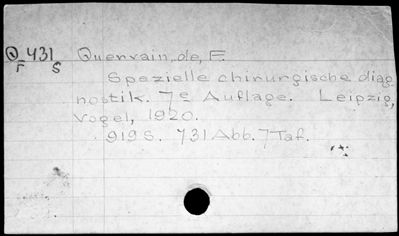 Q 431 Quervain, de, F.
F S
Spezielle chirurgische diag
nostik. 7e Auflage. Leipzig,
Vogel, 1920.
919 S. 731 Abb. 7 Taf.